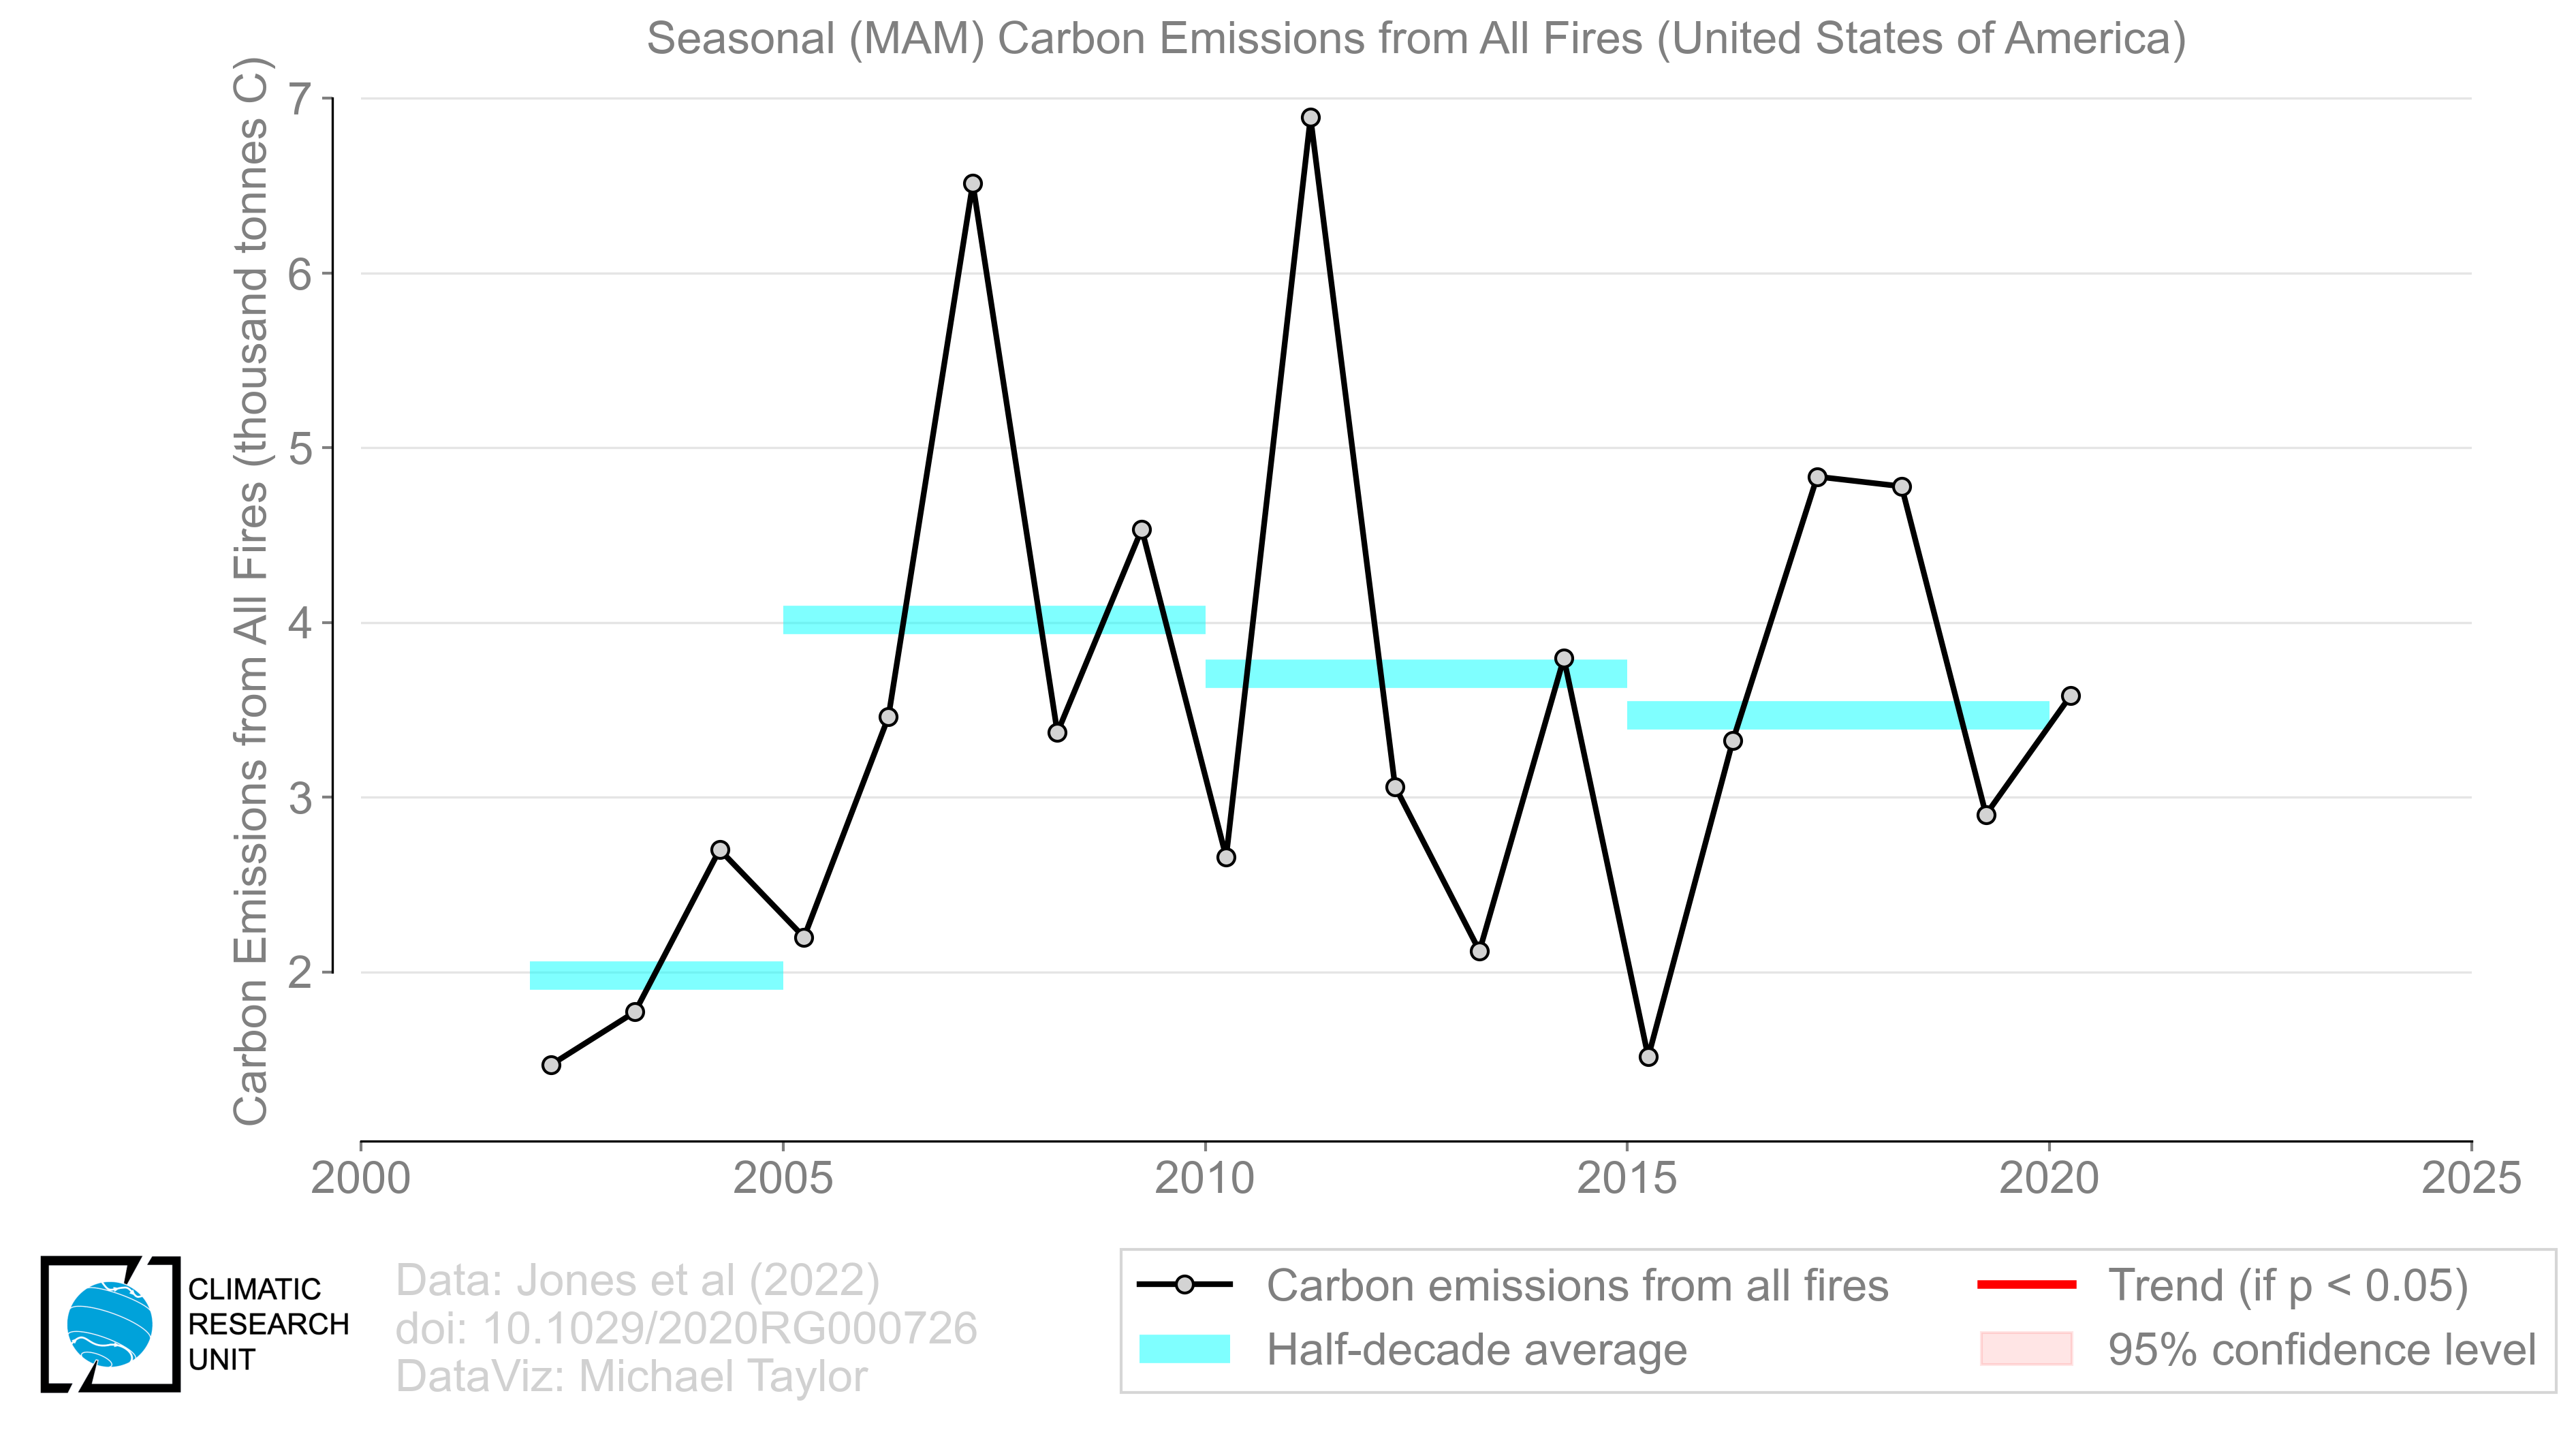 Seasonal (MAM) Carbon Emissions from All Fires (United States of America)
Carbon Emissions from All Fires (thousand tonnes C)
7
6
5
4
3
2
2000
2005
2010
2015
2020
2025
CLIMATIC
RESEARCH
UNIT
Data: Jones et al (2022)
doi: 10.1029/2020RG000726
DataViz: Michael Taylor
Carbon emissions from all fires
Half-decade average
Trend (if p < 0.05)
95% confidence level